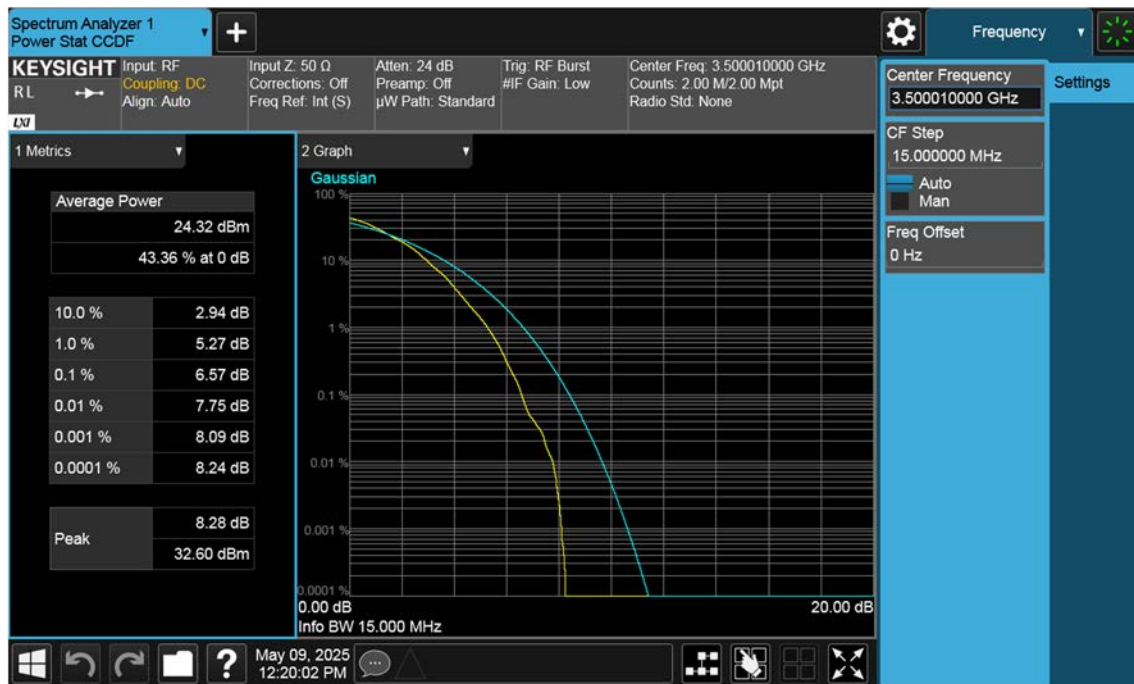 Spectrum Analyzer 1
Power Stat CCDF
Frequency
KEYSIGHT
RL
LXI
Input: RF
Coupling: DC
Align: Auto
Input Z: 50 Ω
Corrections: Off
Freq Ref: Int (S)
Atten: 24 dB
Preamp: Off
µW Path: Standard
Trig: RF Burst
#IF Gain: Low
Center Freq: 3.500010000 GHz
Counts: 2.00 M/2.00 Mpt
Radio Std: None
Center Frequency
3.500010000 GHz
Settings
CF Step
15.000000 MHz
Auto
Man
Freq Offset
0 Hz
1 Metrics
Average Power
24.32 dBm
43.36 % at 0 dB
10.0 % 2.94 dB
1.0 % 5.27 dB
0.1 % 6.57 dB
0.01 % 7.75 dB
0.001 % 8.09 dB
0.0001 % 8.24 dB
Peak
8.28 dB
32.60 dBm
2 Graph
Gaussian
100 %
10 %
1 %
0.1 %
0.01 %
0.001 %
0.0001 %
0.00 dB 20.00 dB
Info BW 15.000 MHz
?
May 09, 2025
12:20:02 PM